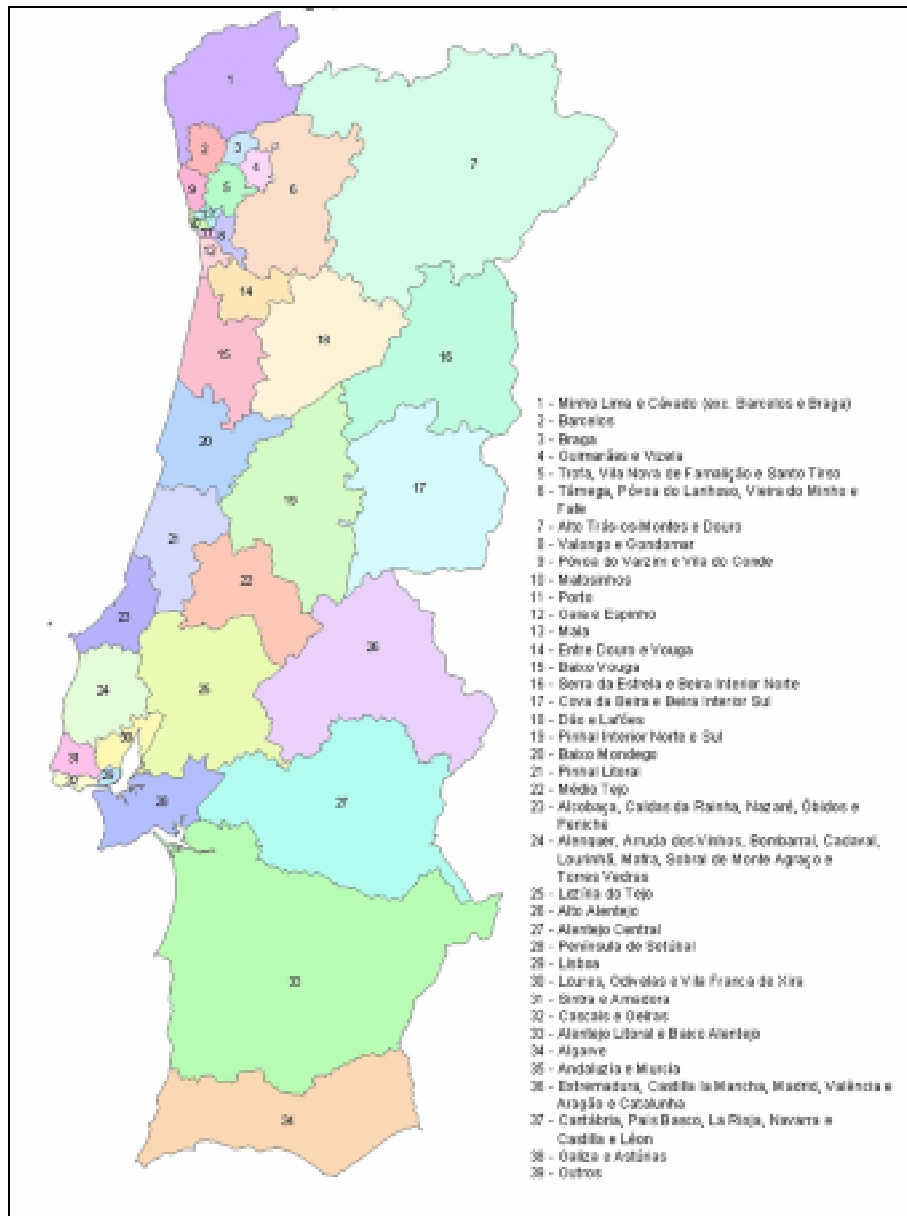 1
2
3
4
5
6
7
9
8
12
14
15
18
16
20
19
17
21
22
23
24
25
26
30
31
28
27
33
34
1 - Minho Lima e Cávado (exc. Barcelos e Braga)
2 - Barcelos
3 - Braga
4 - Guimarães e Vizela
5 - Trofa, Vila Nova de Famalição e Santo Tirso
6 - Tâmega, Póvoa do Lanhoso, Vieira do Minho e
Fafe
7 - Alto Trás-os-Montes e Douro
8 - Valongo e Gondomar
9 - Póvoa do Varzim e Vila do Conde
10 - Matosinhos
11 - Porto
12 - Gaia e Espinho
13 - Maia
14 - Entre Douro e Vouga
15 - Baixo Vouga
16 - Serra da Estrela e Beira Interior Norte
17 - Cova da Beira e Beira Interior Sul
18 - Dão e Lafões
19 - Pinhal Interior Norte e Sul
20 - Baixo Mondego
21 - Pinhal Litoral
22 - Médio Tejo
23 - Alcobaça, Caldas da Rainha, Nazaré, Óbidos e
Peniche
24 - Alenquer, Arruda dos Vinhos, Bombarral, Cadaval,
Lourinhã, Mafra, Sobral de Monte Agraço e
Torres Vedras
25 - Lezíria do Tejo
26 - Alto Alentejo
27 - Alentejo Central
28 - Península de Setúbal
29 - Lisboa
30 - Loures, Odivelas e Vila Franca de Xira
31 - Sintra e Amadora
32 - Cascais e Oeiras
33 - Alentejo Litoral e Baixo Alentejo
34 - Algarve
35 - Andaluzia e Murcia
36 - Estremadura, Castilla la Mancha, Madrid, Valência e
Aragão e Catalunha
37 - Cantábria, País Basco, La Rioja, Navarra e
Castilla e Léon
38 - Galiza e Astúrias
39 - Outros